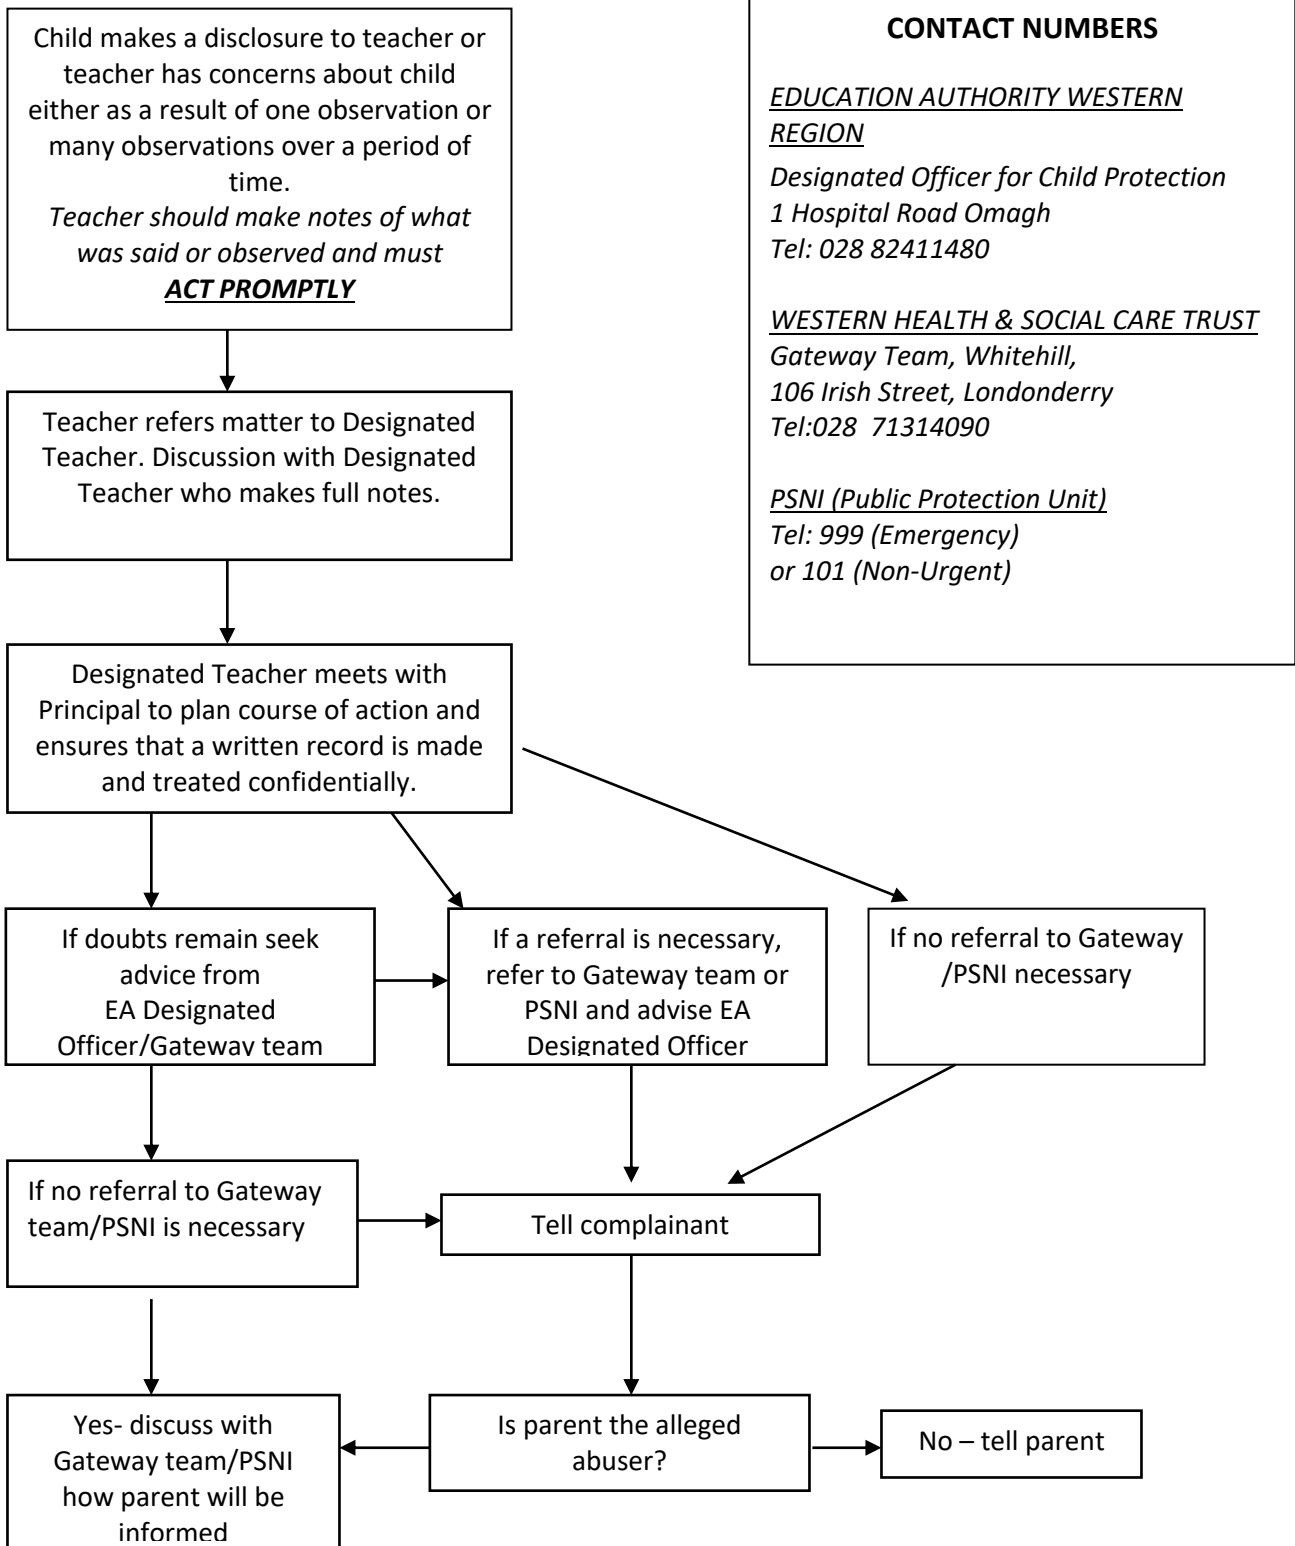 Child makes a disclosure to teacher or
teacher has concerns about child
either as a result of one observation or
many observations over a period of
time.
Teacher should make notes of what
was said or observed and must
ACT PROMPTLY
CONTACT NUMBERS
EDUCATION AUTHORITY WESTERN
REGION
Designated Officer for Child Protection
1 Hospital Road Omagh
Tel: 028 82411480
WESTERN HEALTH & SOCIAL CARE TRUST
Gateway Team, Whitehill,
106 Irish Street, Londonderry
Tel:028  71314090
PSNI (Public Protection Unit)
Tel: 999 (Emergency)
or 101 (Non-Urgent)
Teacher refers matter to Designated
Teacher. Discussion with Designated
Teacher who makes full notes.
Designated Teacher meets with
Principal to plan course of action and
ensures that a written record is made
and treated confidentially.
If doubts remain seek
advice from
EA Designated
Officer/Gateway team
If a referral is necessary,
refer to Gateway team or
PSNI and advise EA
Designated Officer
If no referral to Gateway
/PSNI necessary
If no referral to Gateway
team/PSNI is necessary
Tell complainant
Yes- discuss with
Gateway team/PSNI
how parent will be
informed
Is parent the alleged
abuser?
No – tell parent